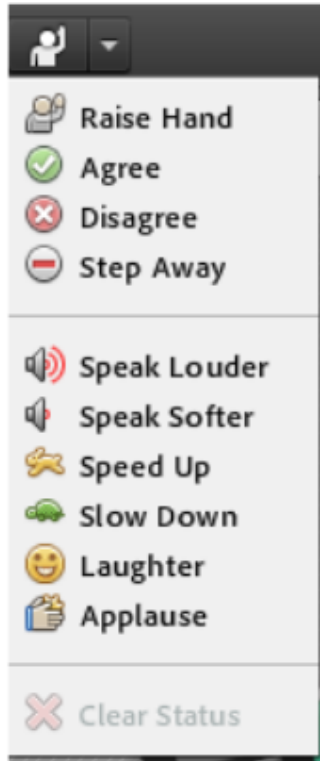 Raise Hand
Agree
Disagree
Step Away
Speak Louder
Speak Softer
Speed Up
Slow Down
Laughter
Applause
Clear Status